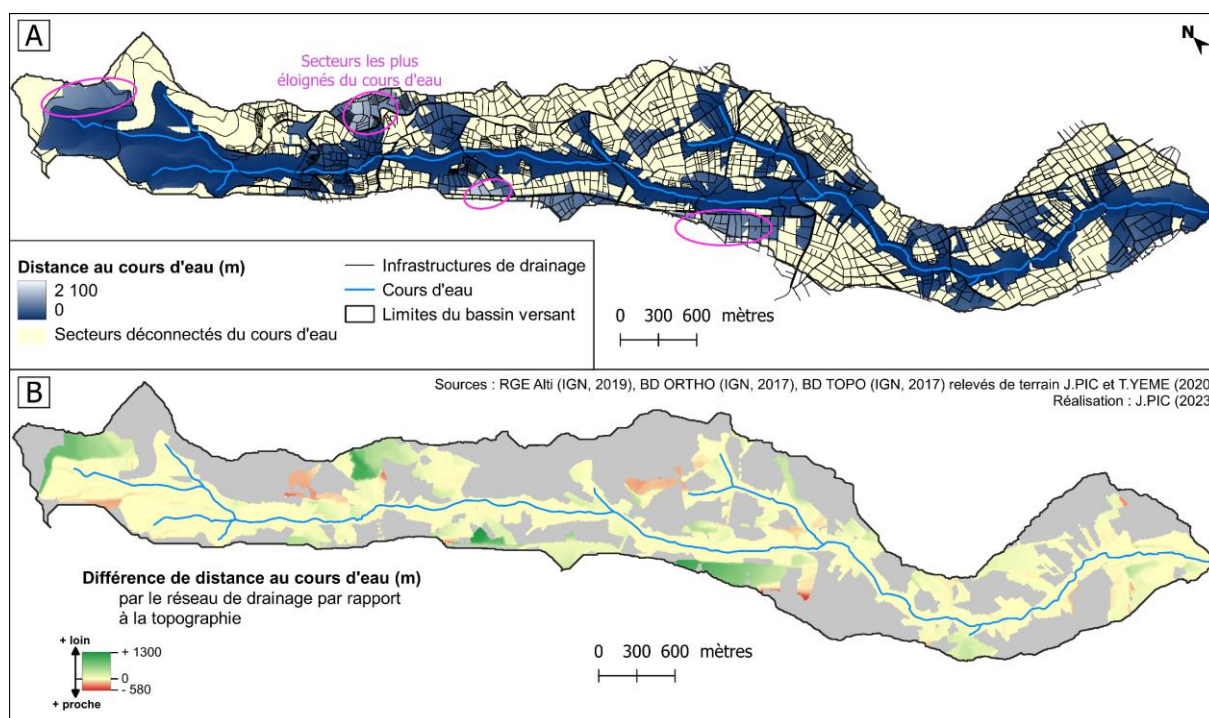 A
N
Secteurs les plus
éloignés du cours d'eau
Distance au cours d'eau (m)
2 100
0
Secteurs déconnectés du cours d'eau
Infrastructures de drainage
Cours d'eau
Limites du bassin versant
0 300 600 mètres
B
Sources : RGE Alti (IGN, 2019), BD ORTHO (IGN, 2017), BD TOPO (IGN, 2017) relevés de terrain J.PIC et T.YEME (2020
Réalisation : J.PIC (2023
Différence de distance au cours d'eau (m)
par le réseau de drainage par rapport
à la topographie
+ loin
+ 1300
0
- 580
+ proche
0 300 600 mètres